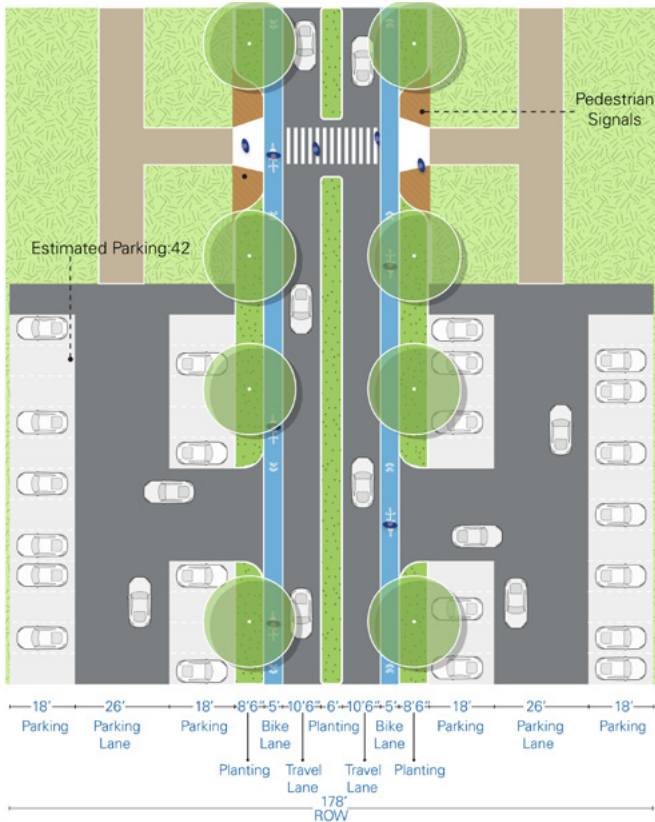 Pedestrian
Signals
Estimated Parking:42
18' 26' 18' 8'6" 5' 10'6" 6' 10'6" 5' 8'6" 18' 26' 18'
Parking Parking Lane Parking Bike Lane Planting Bike Lane Parking Parking Lane Parking
Planting Travel Lane Travel Lane Planting
178'
ROW